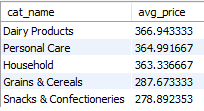 cat_name avg_price
Dairy Products 366.943333
Personal Care 364.991667
Household 363.336667
Grains & Cereals 287.673333
Snacks & Confectioneries 278.892353